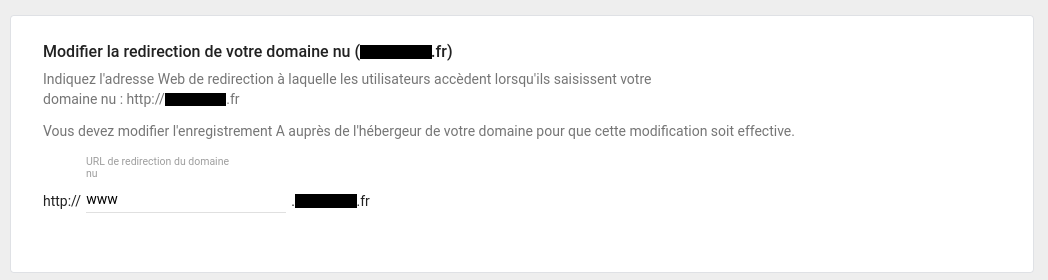 Modifier la redirection de votre domaine nu (.fr)
Indiquez l'adresse Web de redirection à laquelle les utilisateurs accèdent lorsqu'ils saisissent votre
domaine nu : http://.fr
Vous devez modifier l'enregistrement A auprès de l'hébergeur de votre domaine pour que cette modification soit effective.
URL de redirection du domaine
nu
http:// www ..fr